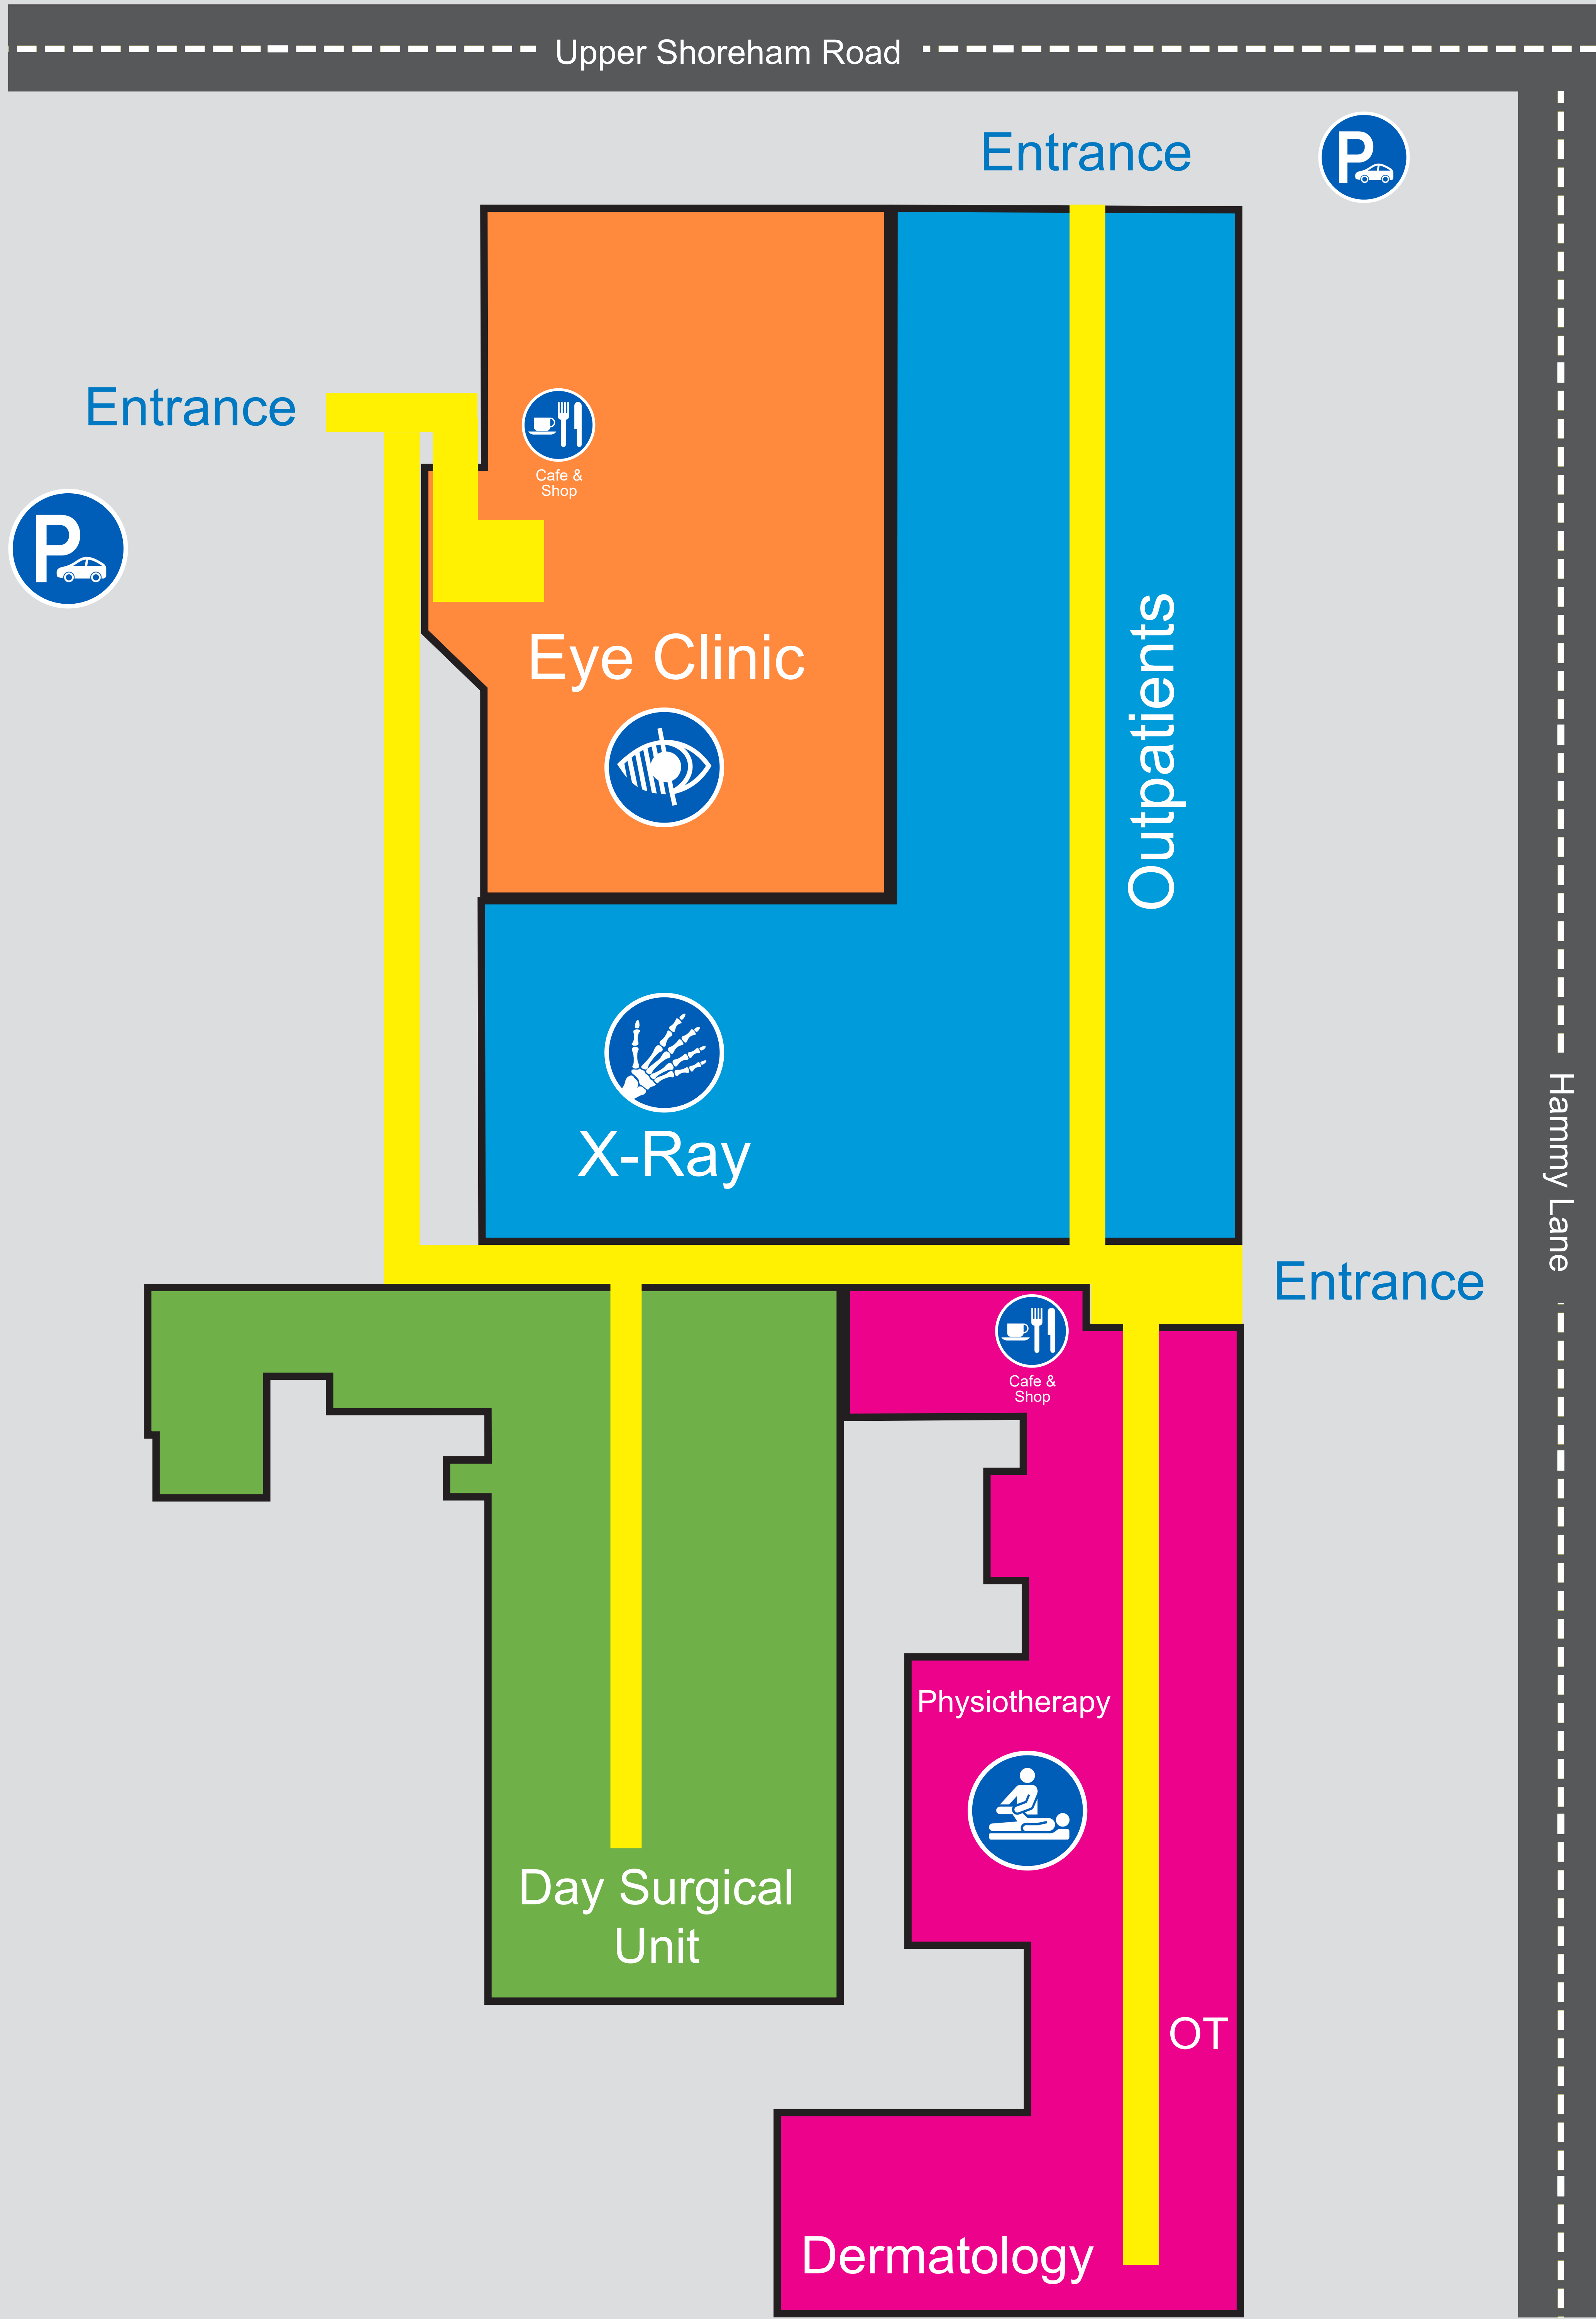 Upper Shoreham Road
Entrance
P
Entrance
Cafe &
Shop
P
Eye Clinic
Outpatients
X-Ray
Hammy Lane
Entrance
Cafe &
Shop
Physiotherapy
Day Surgical
Unit
OT
Dermatology